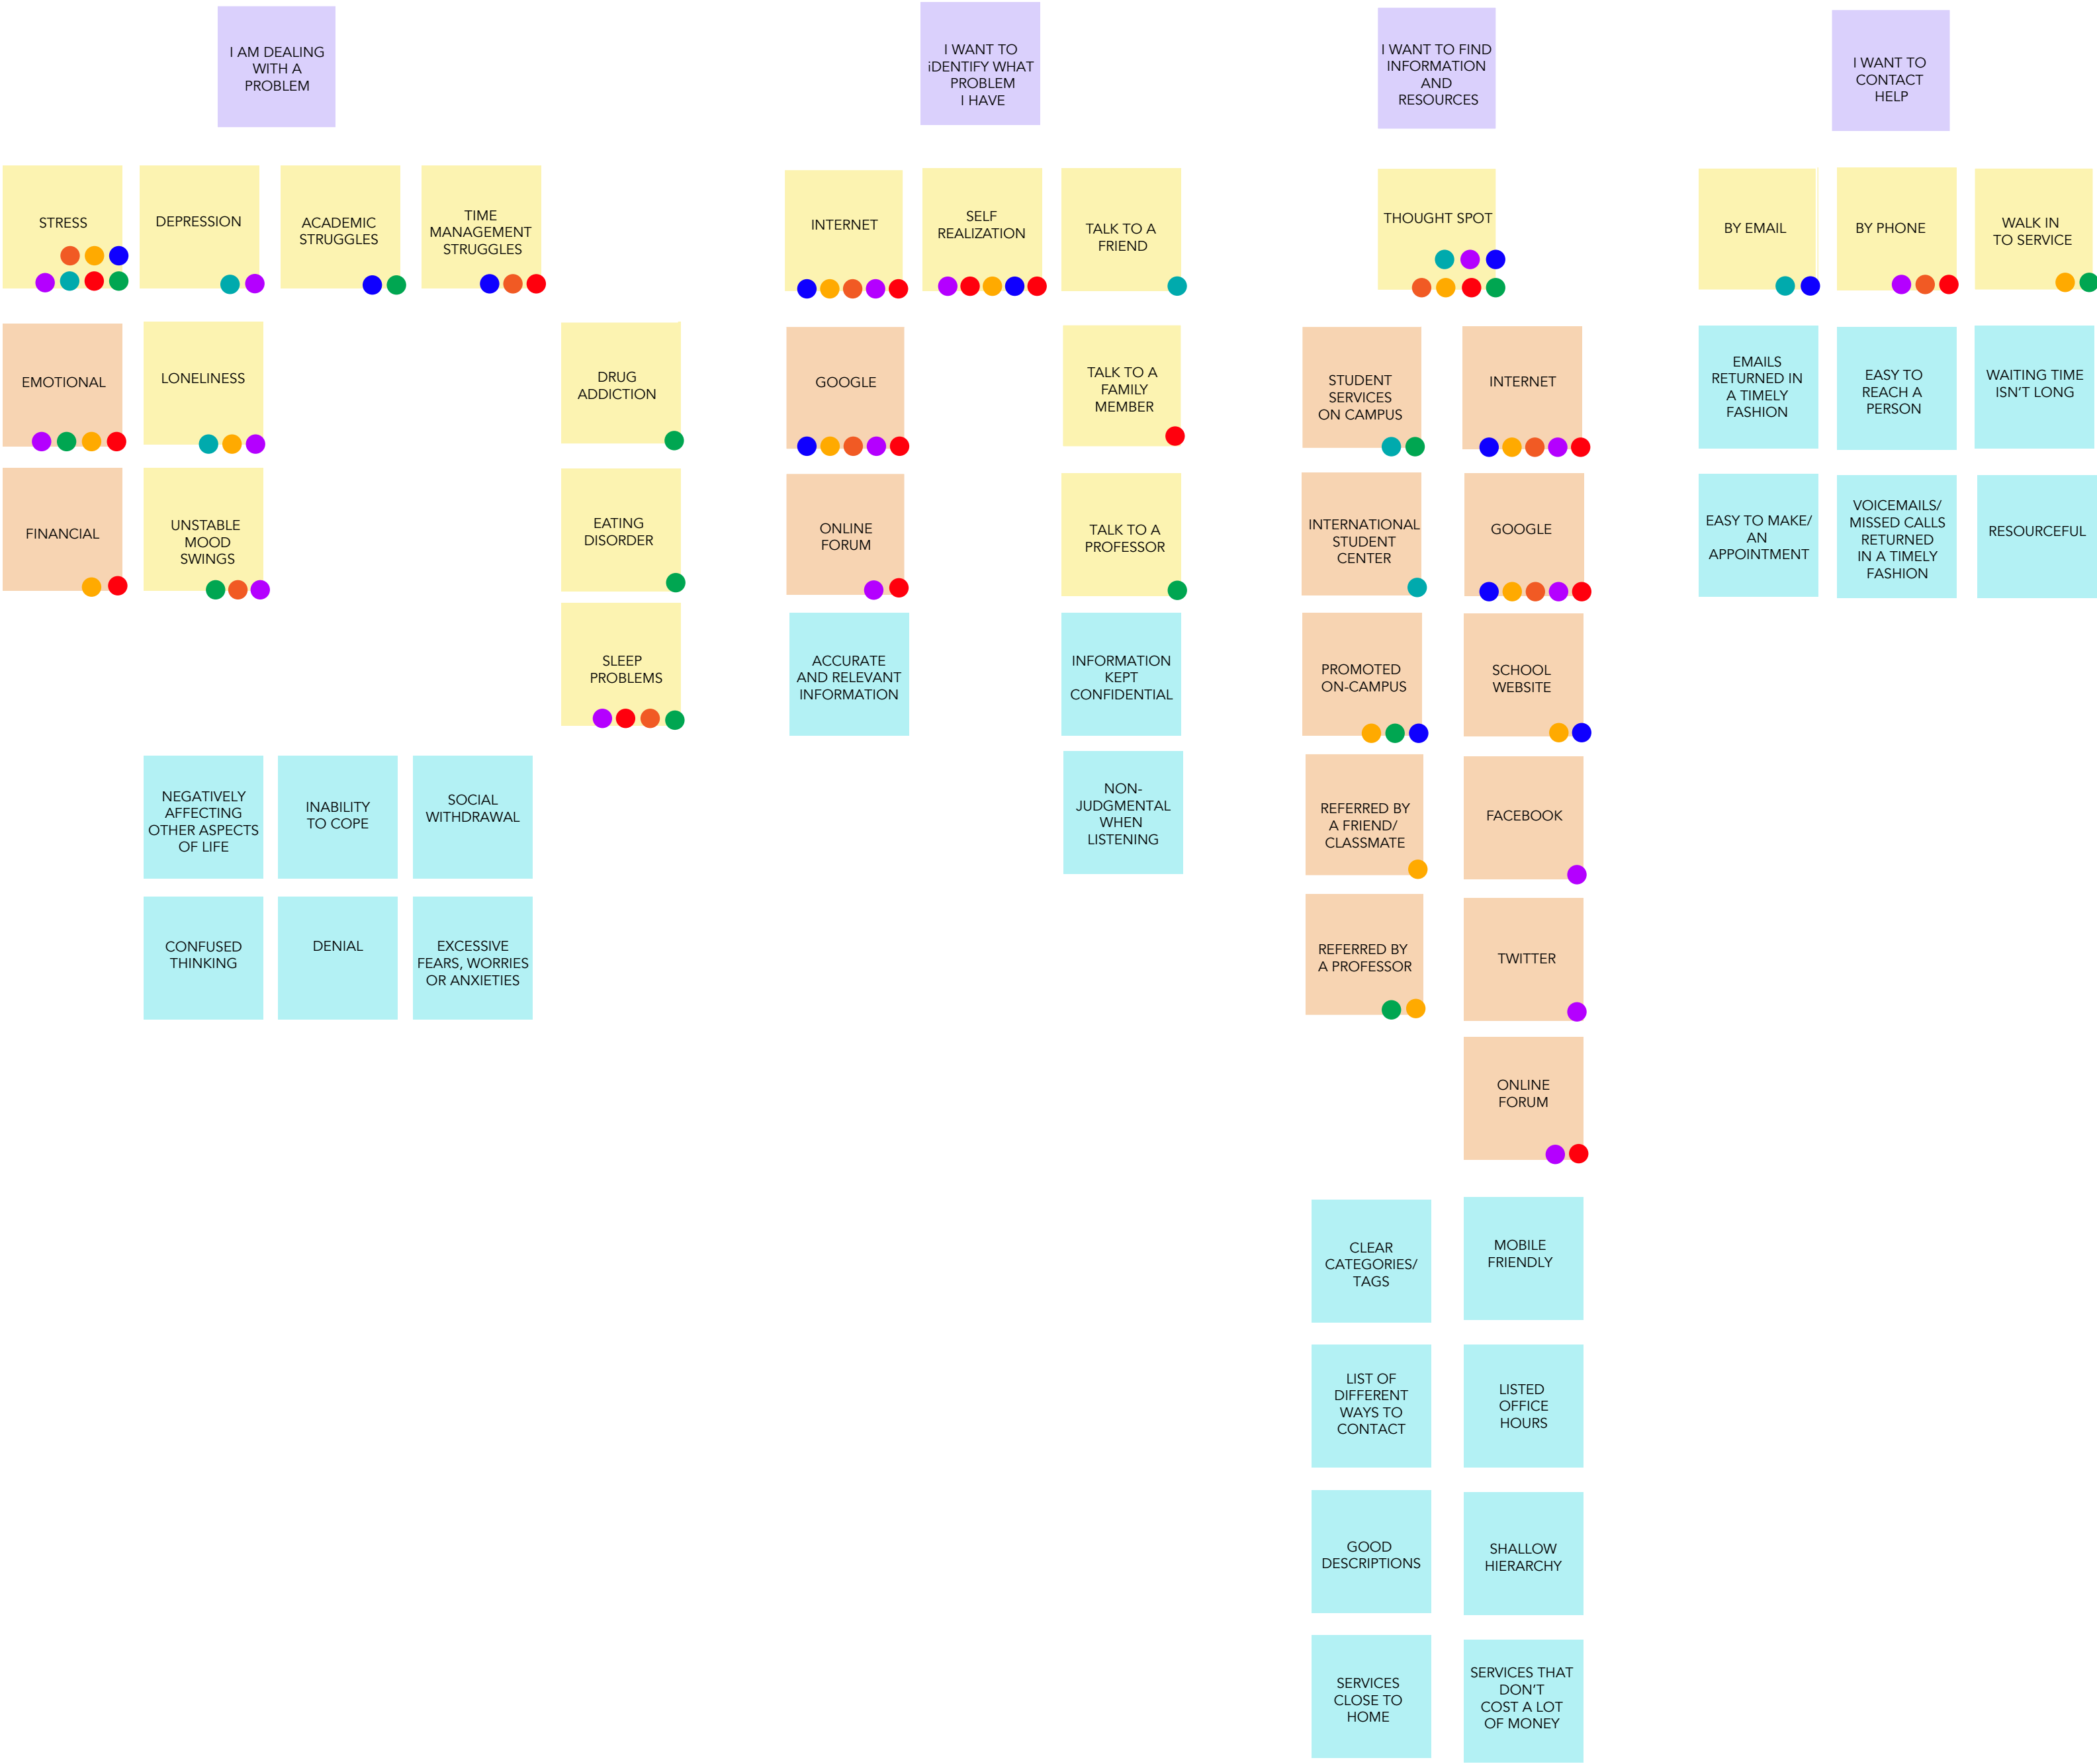 I AM DEALING
WITH A
PROBLEM
I WANT TO
iDENTIFY WHAT
PROBLEM
I HAVE
I WANT TO FIND
INFORMATION
AND
RESOURCES
I WANT TO
CONTACT
HELP
STRESS
DEPRESSION
ACADEMIC
STRUGGLES
TIME
MANAGEMENT
STRUGGLES
INTERNET
SELF
REALIZATION
TALK TO A
FRIEND
THOUGHT SPOT
BY EMAIL
BY PHONE
WALK IN
TO SERVICE
EMOTIONAL
LONELINESS
DRUG
ADDICTION
GOOGLE
TALK TO A
FAMILY
MEMBER
STUDENT
SERVICES
ON CAMPUS
INTERNET
EMAILS
RETURNED IN
A TIMELY
FASHION
EASY TO
REACH A
PERSON
WAITING TIME
ISN'T LONG
FINANCIAL
UNSTABLE
MOOD
SWINGS
EATING
DISORDER
ONLINE
FORUM
TALK TO A
PROFESSOR
INTERNATIONAL
STUDENT
CENTER
GOOGLE
EASY TO MAKE/
AN
APPOINTMENT
VOICEMAILS/
MISSED CALLS
RETURNED
IN A TIMELY
FASHION
RESOURCEFUL
SLEEP
PROBLEMS
ACCURATE
AND RELEVANT
INFORMATION
INFORMATION
KEPT
CONFIDENTIAL
PROMOTED
ON-CAMPUS
SCHOOL
WEBSITE
NEGATIVELY
AFFECTING
OTHER ASPECTS
OF LIFE
INABILITY
TO COPE
SOCIAL
WITHDRAWAL
NON-
JUDGMENTAL
WHEN
LISTENING
REFERRED BY
A FRIEND/
CLASSMATE
FACEBOOK
CONFUSED
THINKING
DENIAL
EXCESSIVE
FEARS, WORRIES
OR ANXIETIES
REFERRED BY
A PROFESSOR
TWITTER
ONLINE
FORUM
CLEAR
CATEGORIES/
TAGS
MOBILE
FRIENDLY
LIST OF
DIFFERENT
WAYS TO
CONTACT
LISTED
OFFICE
HOURS
GOOD
DESCRIPTIONS
SHALLOW
HIERARCHY
SERVICES
CLOSE TO
HOME
SERVICES THAT
DON'T
COST A LOT
OF MONEY